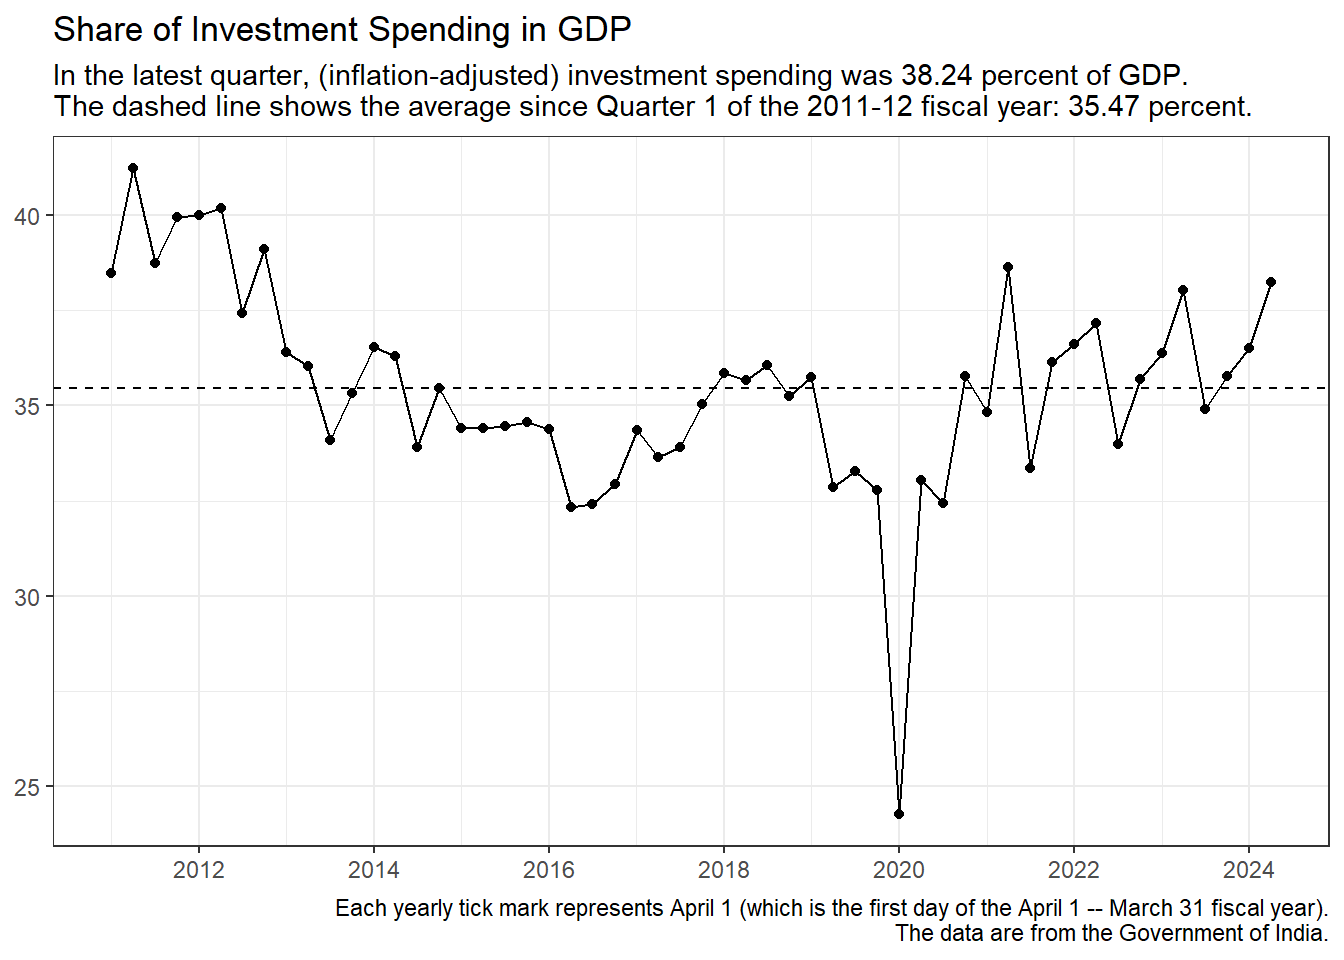 Share of Investment Spending in GDP
In the latest quarter, (inflation-adjusted) investment spending was 38.24 percent of GDP.
The dashed line shows the average since Quarter 1 of the 2011-12 fiscal year: 35.47 percent.
40
35
30
25
2012 2014 2016 2018 2020 2022 2024
Each yearly tick mark represents April 1 (which is the first day of the April 1 -- March 31 fiscal year).
The data are from the Government of India.